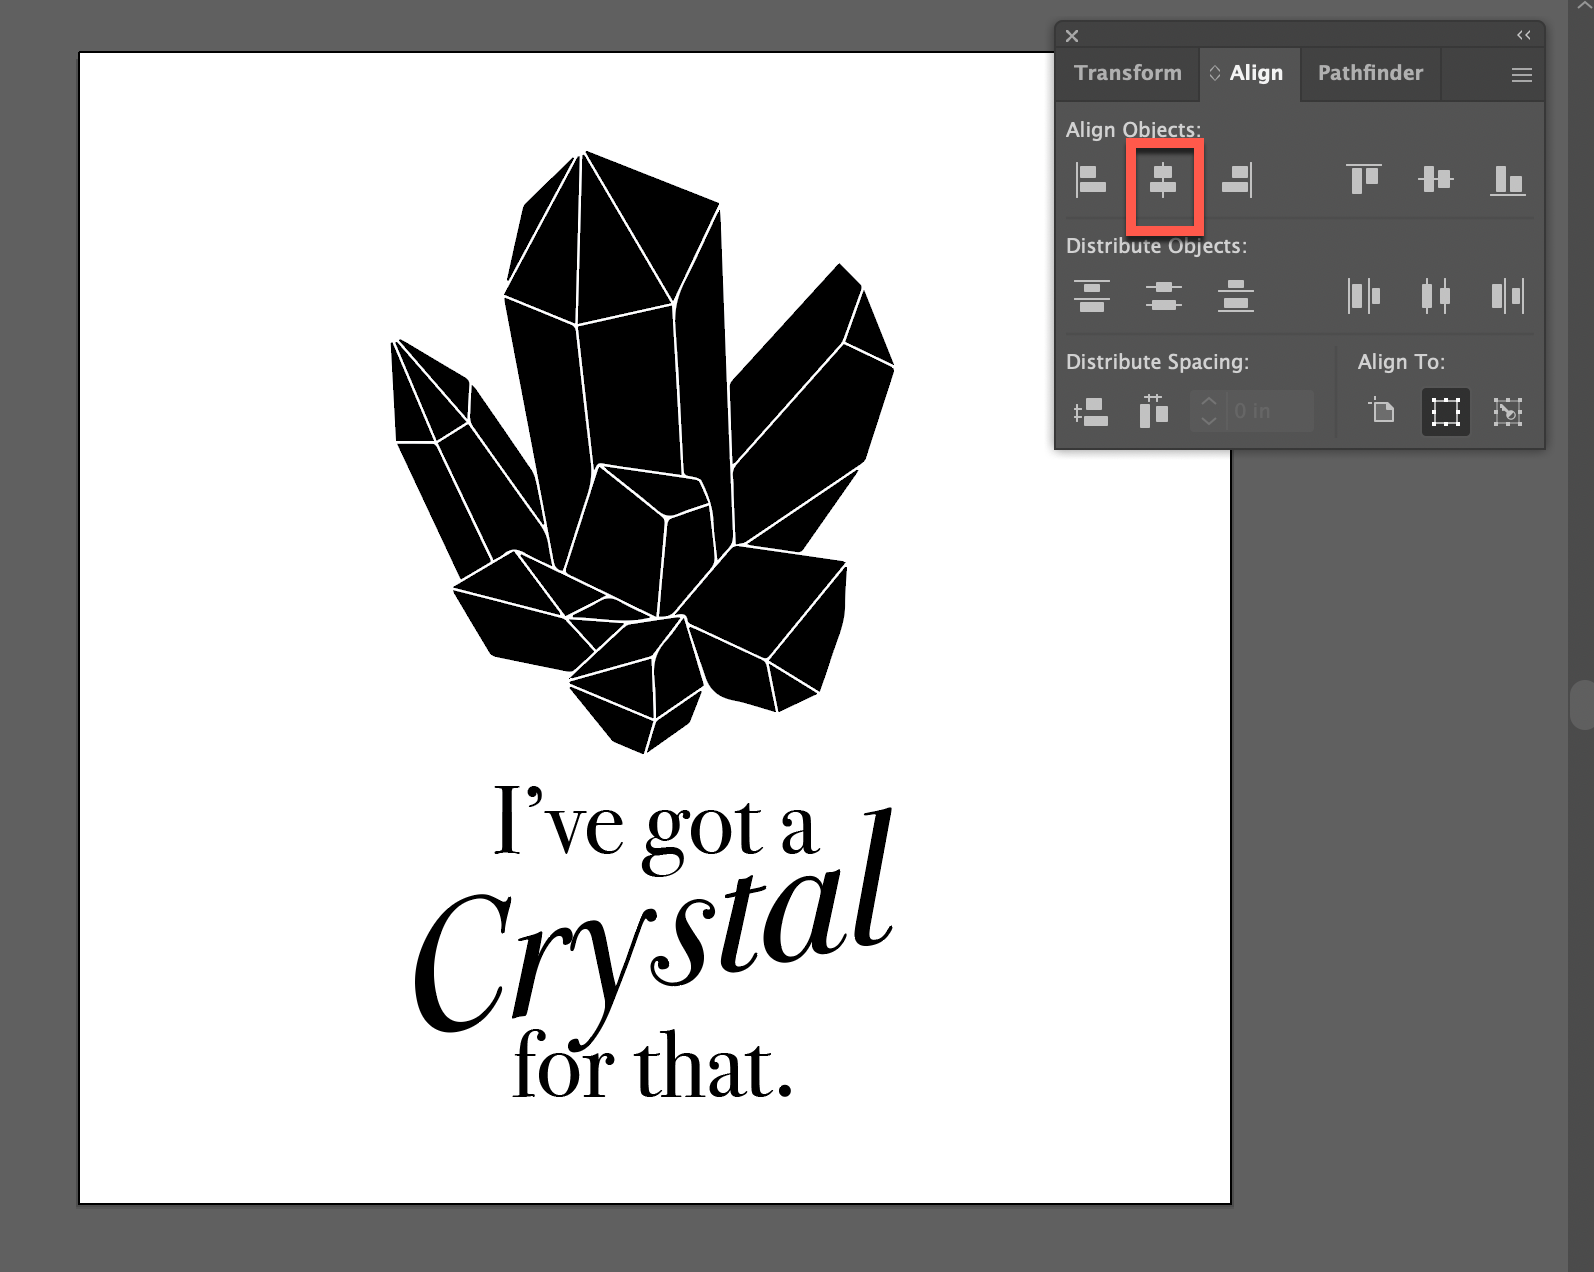 Transform Align Pathfinder
Align Objects:
Distribute Objects:
Distribute Spacing: Align To:
0 in
I’ve got a
Crystal
for that.